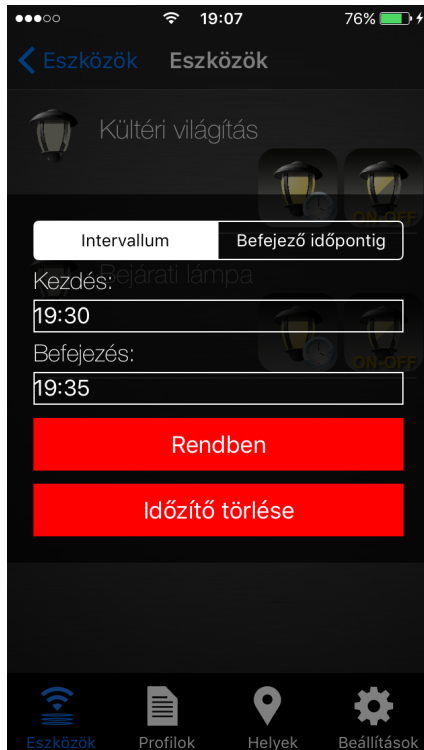 19:07
76%
Eszközök
Eszközök
Kültéri világítás
ON-OFF
Intervallum
Befejező időpontig
Bejárati lámpa
Kezdés:
19:30
ON-OFF
Befejezés:
19:35
Rendben
Időzítő törlése
Eszközök
Profilok
Helyek
Beállítások